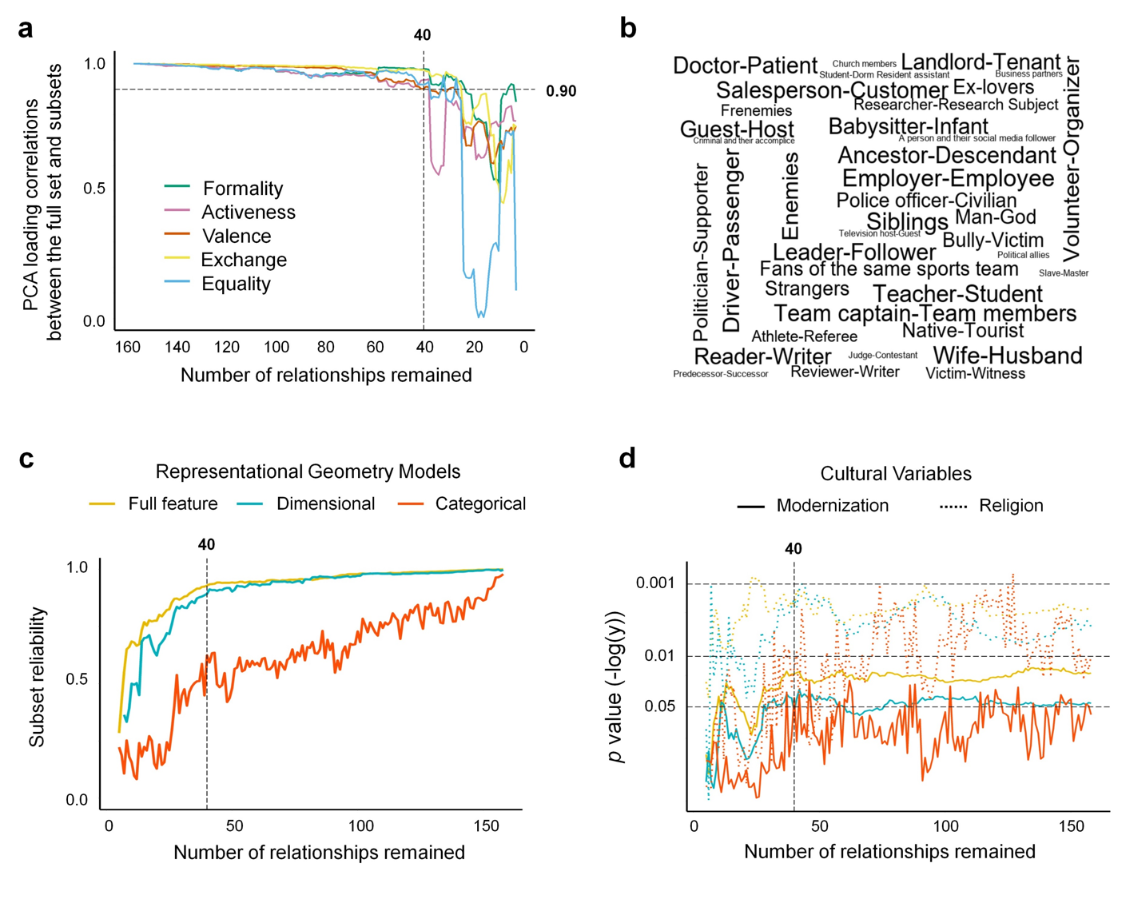 a
40
PCA loading correlations
between the full set and subsets
1.0
0.5
0.0
0.90
Formality
Activeness
Valence
Exchange
Equality
160 140 120 100 80 60 40 20 0
Number of relationships remained
b
Doctor-Patient
Church members
Landlord-Tenant
Student-Dorm Resident assistant
Business partners
Salesperson-Customer
Ex-lovers
Frenemies
Researcher-Research Subject
Guest-Host
Babysitter-Infant
Criminal and their accomplice
A person and their social media follower
Volunteer-Organizer
Ancestor-Descendant
Employer-Employee
Politician-Supporter
Driver-Passenger
Enemies
Police officer-Civilian
Siblings
Man-God
Television host-Guest
Bully-Victim
Leader-Follower
Political allies
Fans of the same sports team
Slave-Master
Strangers
Teacher-Student
Team captain-Team members
Athlete-Referee
Native-Tourist
Reader-Writer
Judge-Contestant
Wife-Husband
Predecessor-Successor
Reviewer-Writer
Victim-Witness
c
Representational Geometry Models
Full feature
Dimensional
Categorical
40
Subset reliability
1.0
0.5
0.0
0 50 100 150
Number of relationships remained
d
Cultural Variables
Modernization
Religion
40
p value (-log(y))
0.001
0.01
0.05
0 50 100 150
Number of relationships remained